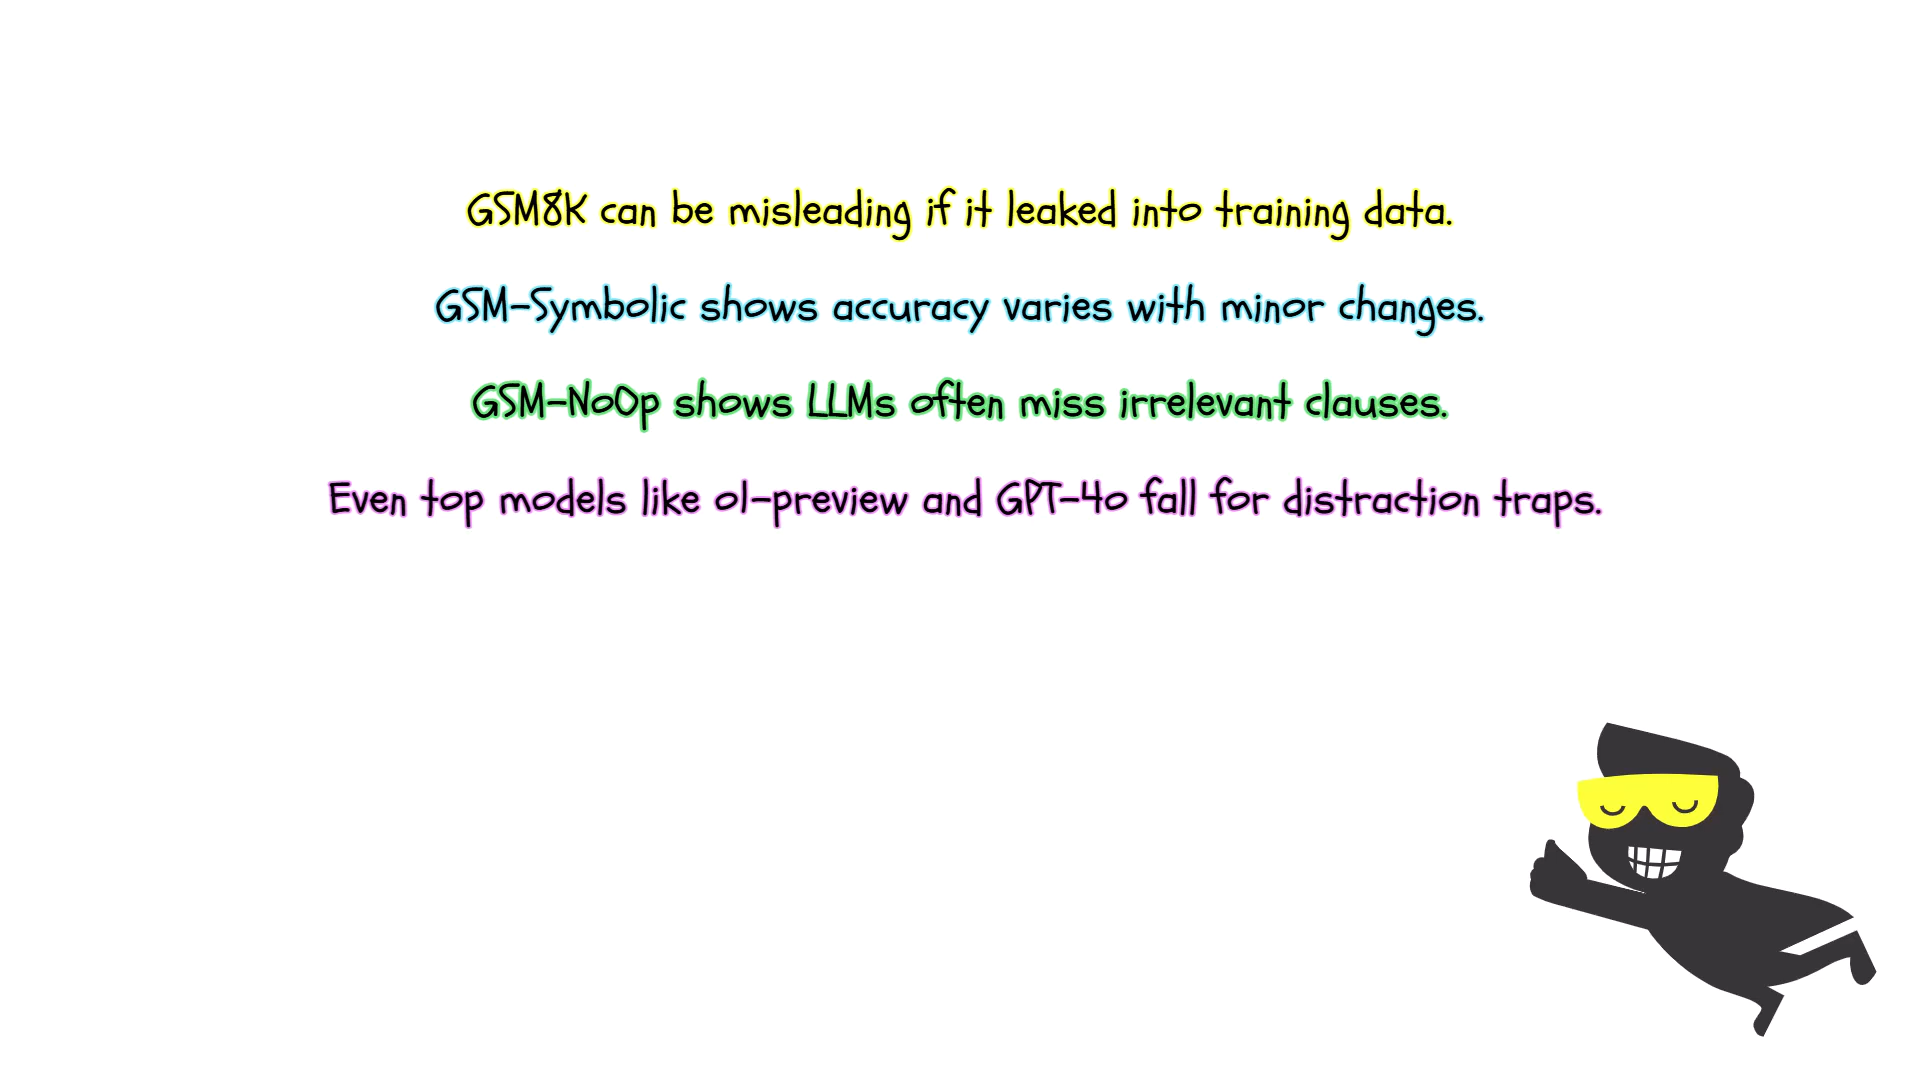 GSM8K can be misleading if it leaked into training data.
GSM-Symbolic shows accuracy varies with minor changes.
GSM-NoOp shows LLMs often miss irrelevant clauses.
Even top models like o1-preview and GPT-4o fall for distraction traps.